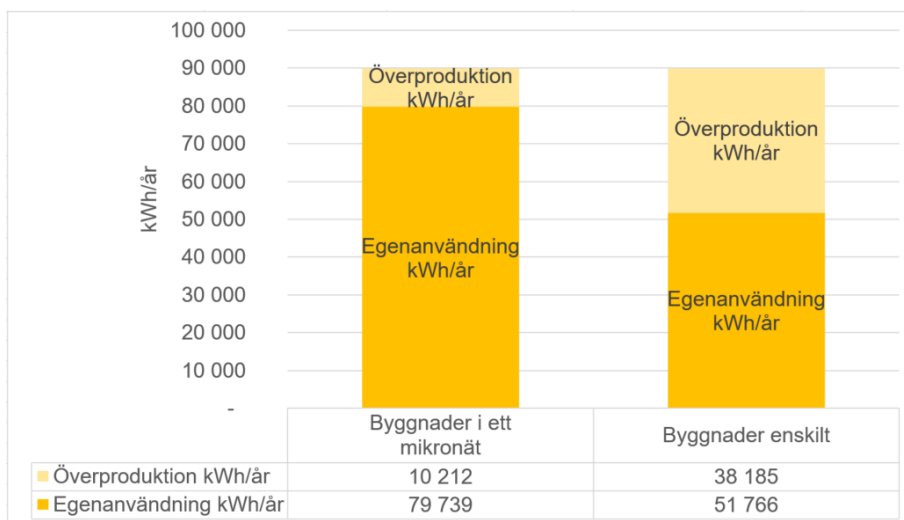 100 000
90 000
80 000
70 000
60 000
50 000
40 000
30 000
20 000
10 000
-
kWh/år
Överproduktion
kWh/år
Egenanvändning
kWh/år
Överproduktion
kWh/år
Egenanvändning
kWh/år
Byggnader i ett
mikronät
Byggnader enskilt
Överproduktion kWh/år 10 212 38 185
Egenanvändning kWh/år 79 739 51 766